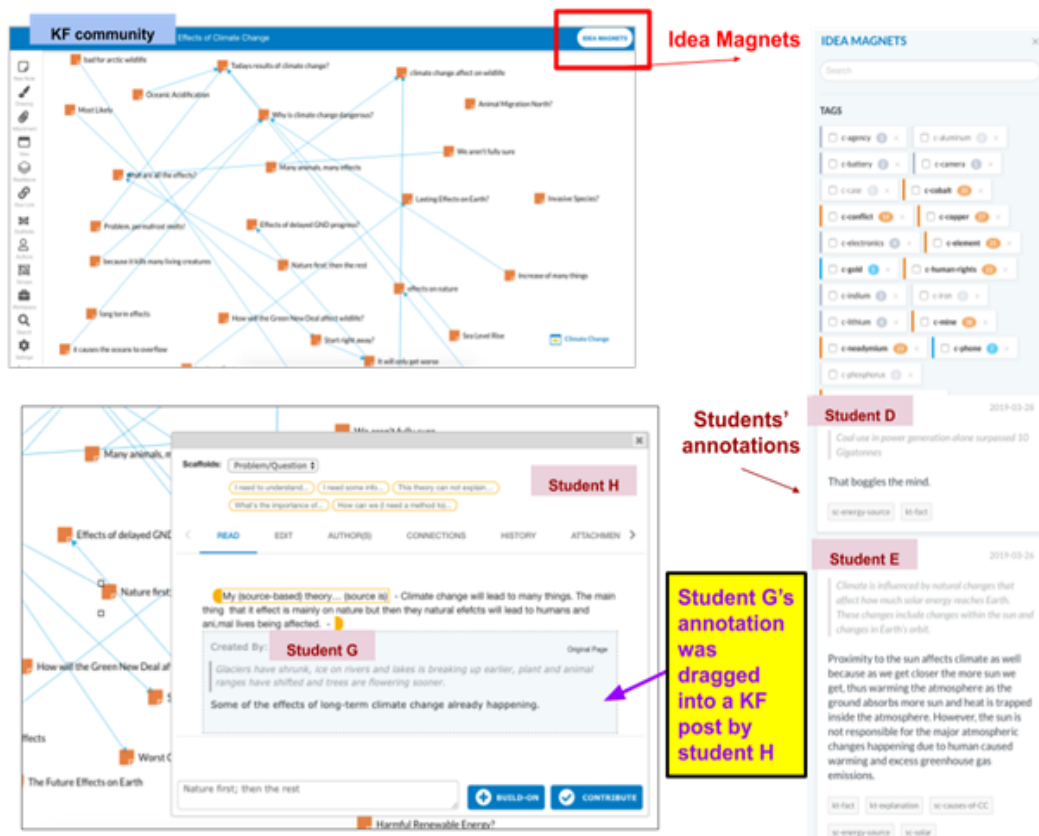 KF community
Effects of Climate Change
IDEA MAGNETS
bad for arctic wildlife
Todays results of climate change?
climate change affect on wildlife
Oceanic Acidification
Most Likely
Animal Migration North?
Why is climate change dangerous?
We aren't fully sure
Many animals, many effects
what are all the effects?
Lasting Effects on Earth?
Invasive Species?
Problem, permafrost melts!
Effects of delayed GND progress?
because it kills many living creatures
Nature first; then the rest
Increase of many things
effects on nature
long term effects
How will the Green New Deal affect wildlife?
Start right away?
Sea Level Rise
Climate Change
it causes the oceans to overflow
It will only get worse
Idea Magnets
IDEA MAGNETS
Search
TAGS
c-agency
c-aluminum
c-battery
c-camera
c-case
c-cobalt
c-conflict
c-copper
c-electronics
c-element
c-gold
c-human-rights
c-indium
c-iron
c-lithium
c-mine
c-neodymium
c-phone
c-phosphorus
Students'
annotations
Student D
2019-03-28
Coal use in power generation alone surpassed 10
Gigatonnes
That boggles the mind.
sc-energy-source kt-fact
Student E
2019-03-26
Climate is influenced by natural changes that
affect how much solar energy reaches Earth.
These changes include changes within the sun and
changes in Earth's orbit.
Proximity to the sun affects climate as well
because as we get closer the more sun we
get, thus warming the atmosphere as the
ground absorbs more sun and heat is trapped
inside the atmosphere. However, the sun is
not responsible for the major atmospheric
changes happening due to human caused
warming and excess greenhouse gas
emissions.
kt-fact kt-explanation sc-causes-of-CC
sc-energy-source sc-solar
We aren't fully sure
Many animals, m
Effects of delayed GND
Nature first;
How will the Green New Deal af
S
ffects
Worst C
The Future Effects on Earth
Harmful Renewable Energy?
Scaffolds: Problem/Question
I need to understand... I need some info... This theory can not explain...
What's the importance of... How can we (I need a method to)...
Student H
READ EDIT AUTHOR(S) CONNECTIONS HISTORY ATTACHMEN
My (source-based) theory... (source is) - Climate change will lead to many things. The main
thing that it effect is mainly on nature but then they natural efefcts will lead to humans and
ani,mal lives being affected. -
Created By: Student G Original Page
Glaciers have shrunk, ice on rivers and lakes is breaking up earlier, plant and animal
ranges have shifted and trees are flowering sooner.
Some of the effects of long-term climate change already happening.
Nature first; then the rest
BUILD-ON CONTRIBUTE
Student G's
annotation
was
dragged
into a KF
post by
student H